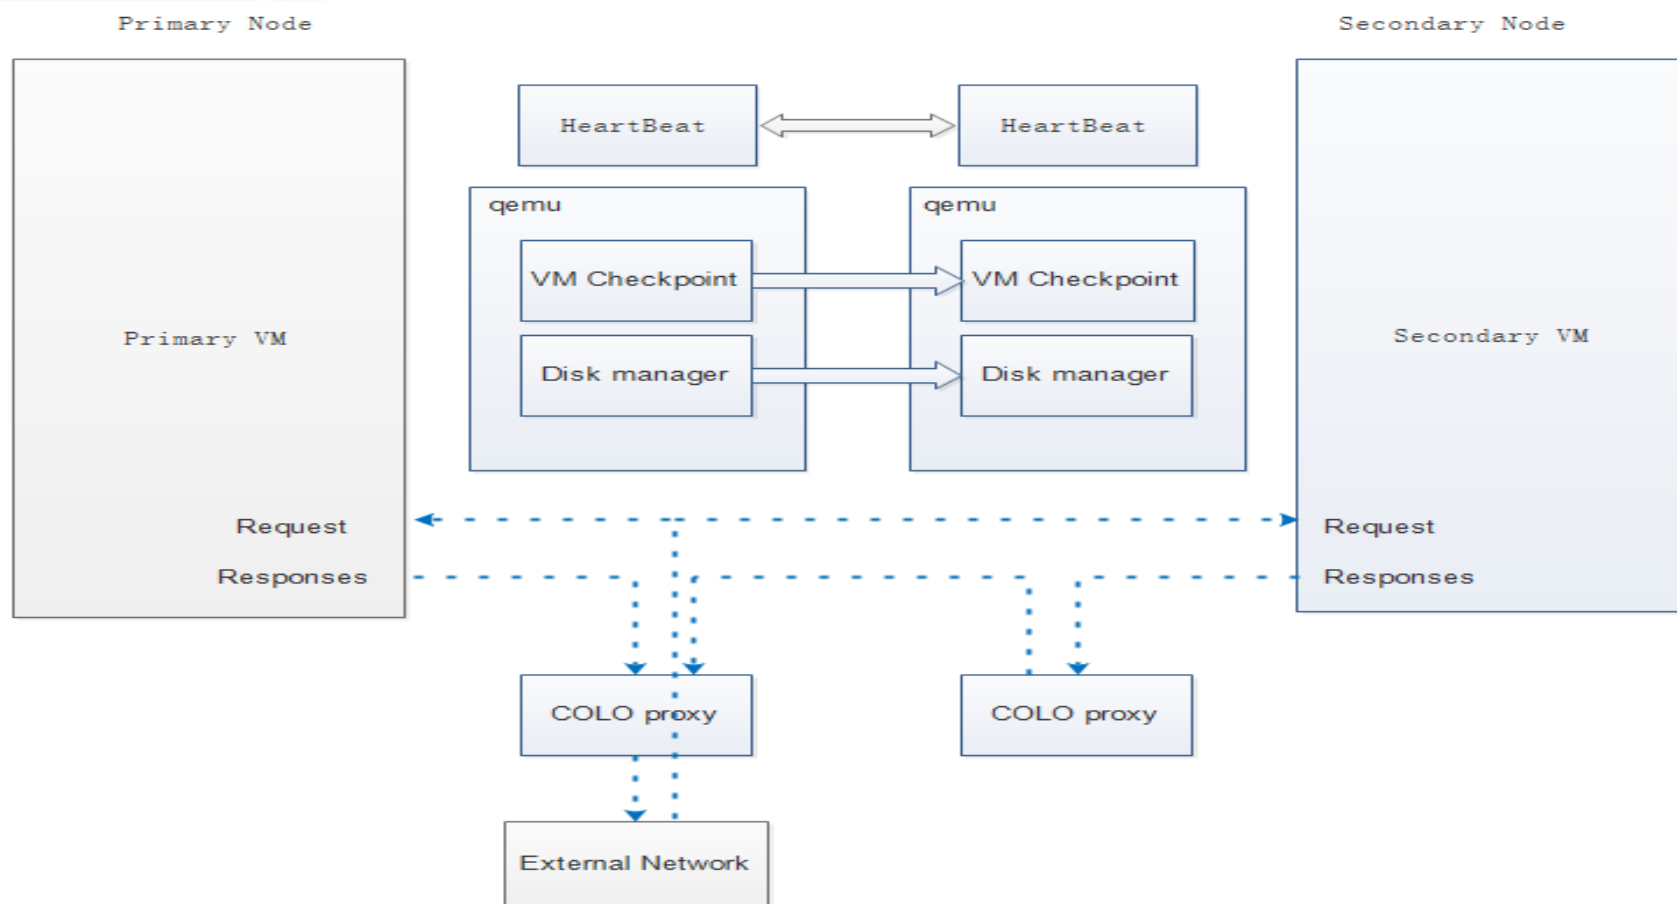 Primary Node
Secondary Node
HeartBeat
HeartBeat
qemu
qemu
VM Checkpoint
VM Checkpoint
Primary VM
Secondary VM
Disk manager
Disk manager
Request
Request
Responses
Responses
COLO proxy
COLO proxy
External Network